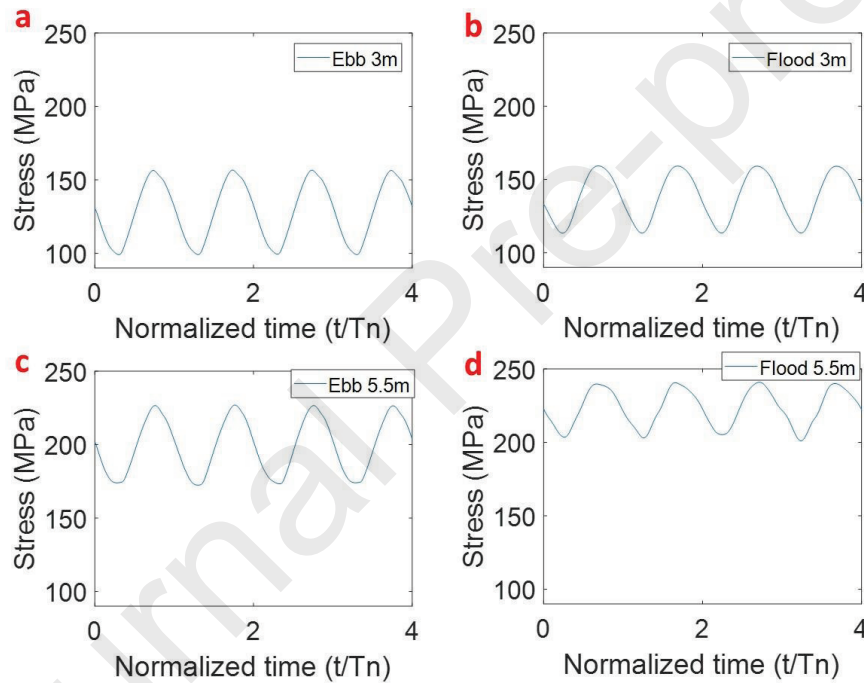 a
250
200
150
100
Stress (MPa)
Ebb 3m
0
2
4
Normalized time (t/Tn)
b
250
200
150
100
Stress (MPa)
Flood 3m
0
2
4
Normalized time (t/Tn)
c
250
200
150
100
Stress (MPa)
Ebb 5.5m
0
2
4
Normalized time (t/Tn)
d
250
200
150
100
Stress (MPa)
Flood 5.5m
0
2
4
Normalized time (t/Tn)
urnal Pre-pro